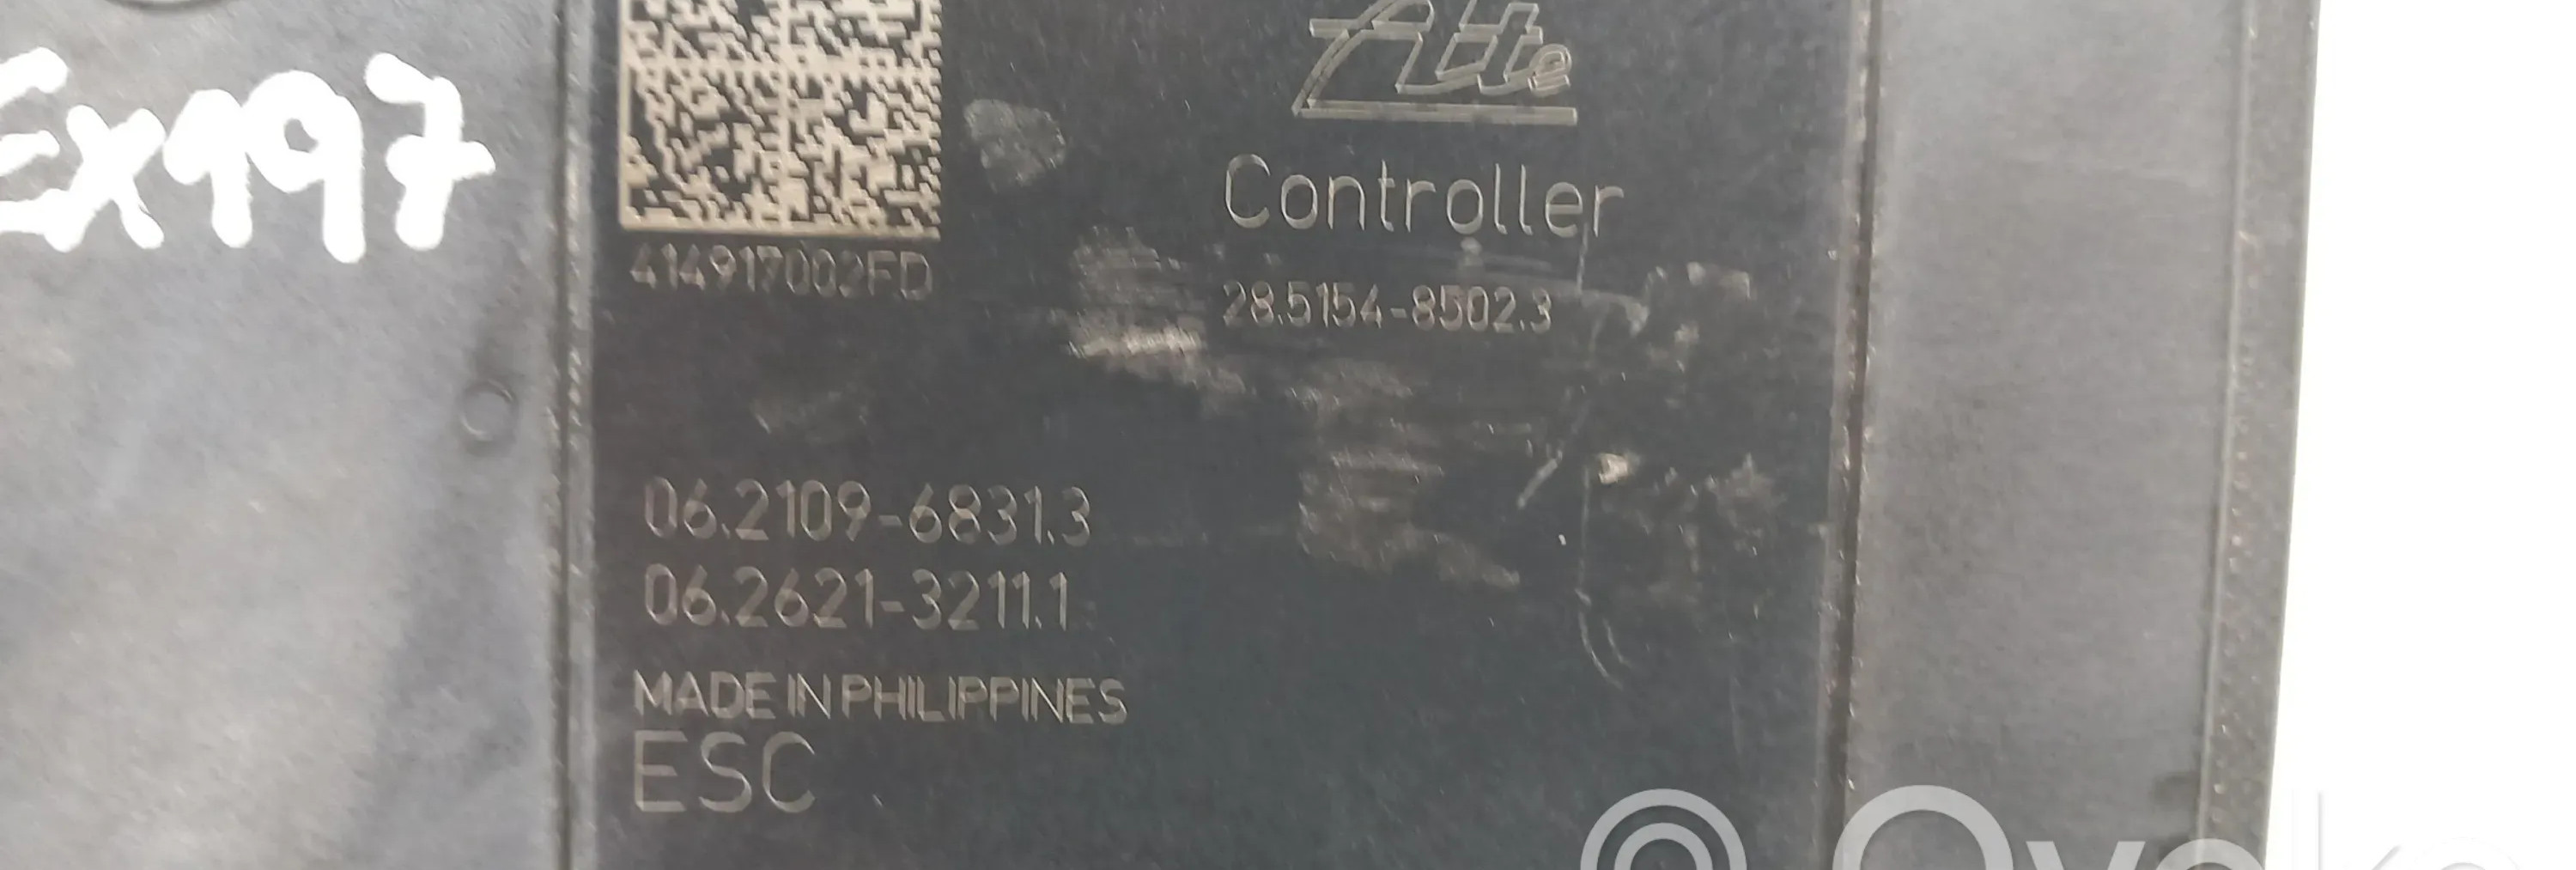 Ex197
Ate
Controller
414917002FD
28.5154-8502.3
06.2109-6831.3
06.2621-3211.1
MADE IN PHILIPPINES
ESC